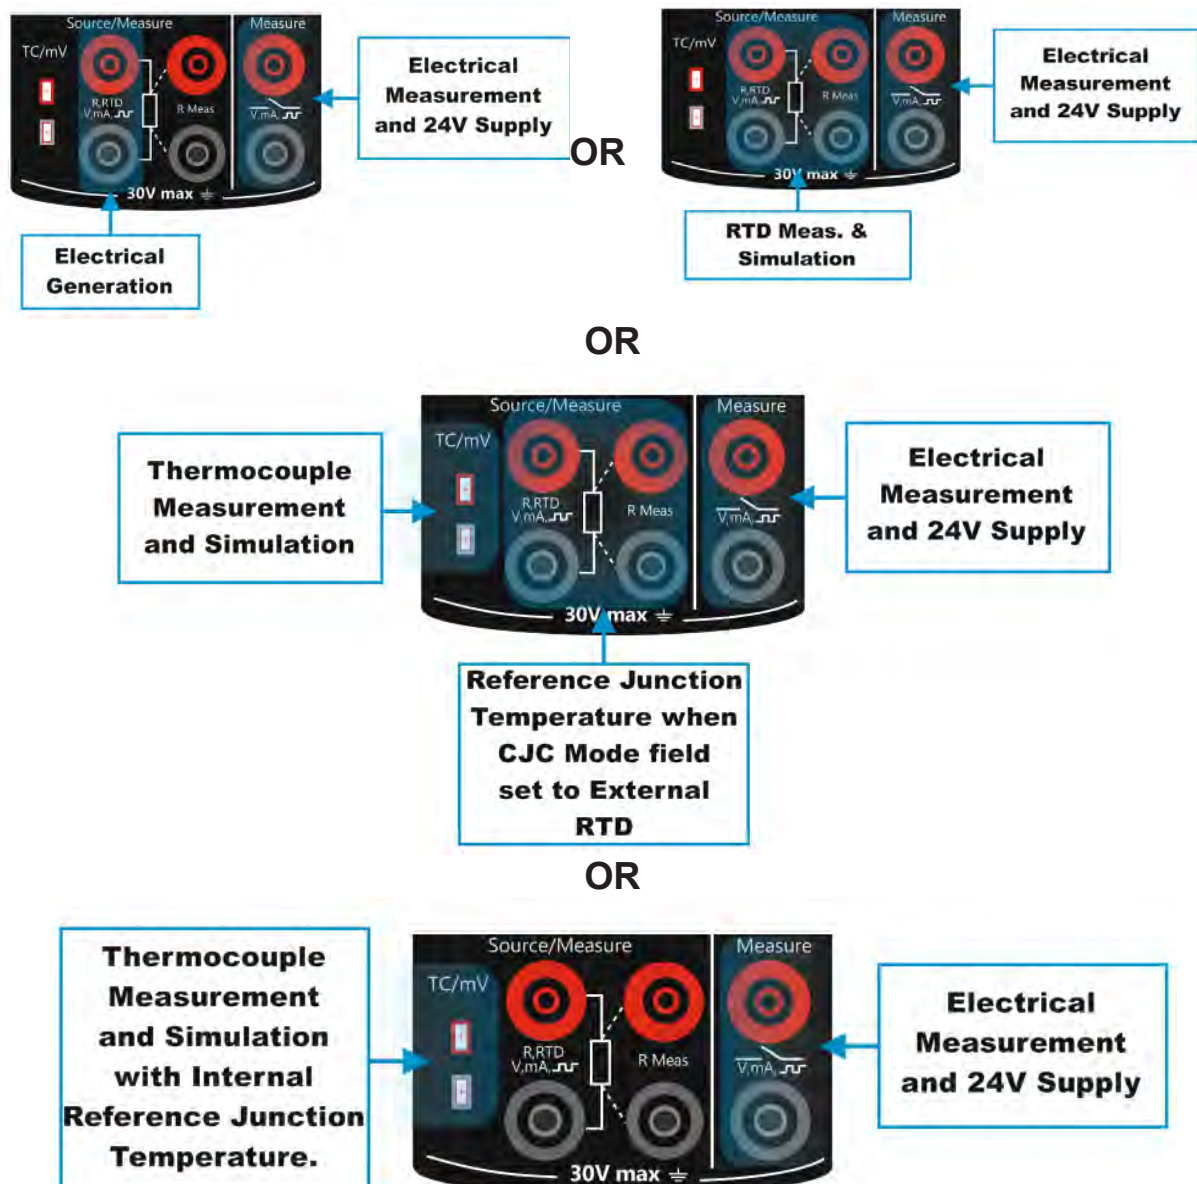 Source/Measure
Measure
TC/mV
R,RTD
V,mA,
R Meas
V,mA,
30V max
Electrical
Measurement
and 24V Supply
Electrical
Generation
OR
Source/Measure
Measure
TC/mV
R,RTD
V,mA,
R Meas
V,mA,
30V max
Electrical
Measurement
and 24V Supply
RTD Meas. &
Simulation
OR
Thermocouple
Measurement
and Simulation
Source/Measure
Measure
TC/mV
R,RTD
V,mA,
R Meas
V,mA,
30V max
Electrical
Measurement
and 24V Supply
Reference Junction
Temperature when
CJC Mode field
set to External
RTD
OR
Thermocouple
Measurement
and Simulation
with Internal
Reference Junction
Temperature.
Source/Measure
Measure
TC/mV
R,RTD
V,mA,
R Meas
V,mA,
30V max
Electrical
Measurement
and 24V Supply